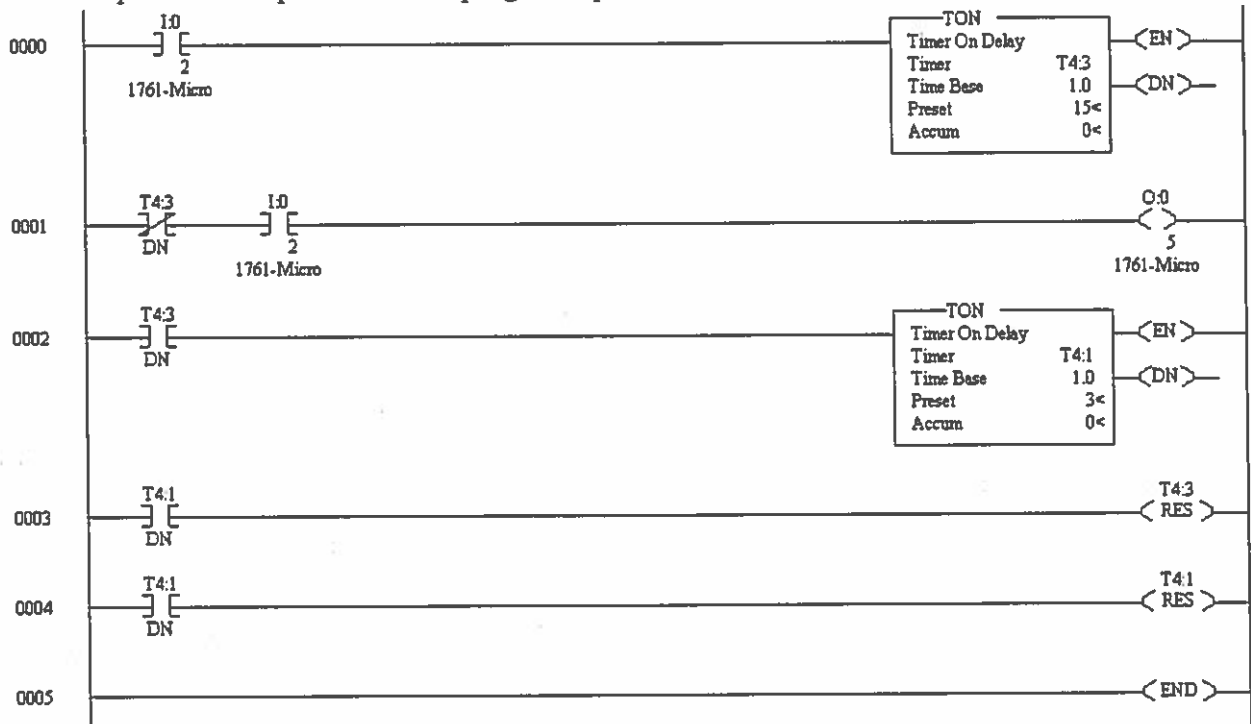 0000
I:0
2
1761-Micro
TON
Timer On Delay
Timer T4:3
Time Base 1.0
Preset 15<
Accum 0<
EN
DN
0001
T4:3
DN
I:0
2
1761-Micro
O:0
5
1761-Micro
0002
T4:3
DN
TON
Timer On Delay
Timer T4:1
Time Base 1.0
Preset 3<
Accum 0<
EN
DN
0003
T4:1
DN
T4:3
RES
0004
T4:1
DN
T4:1
RES
0005
END